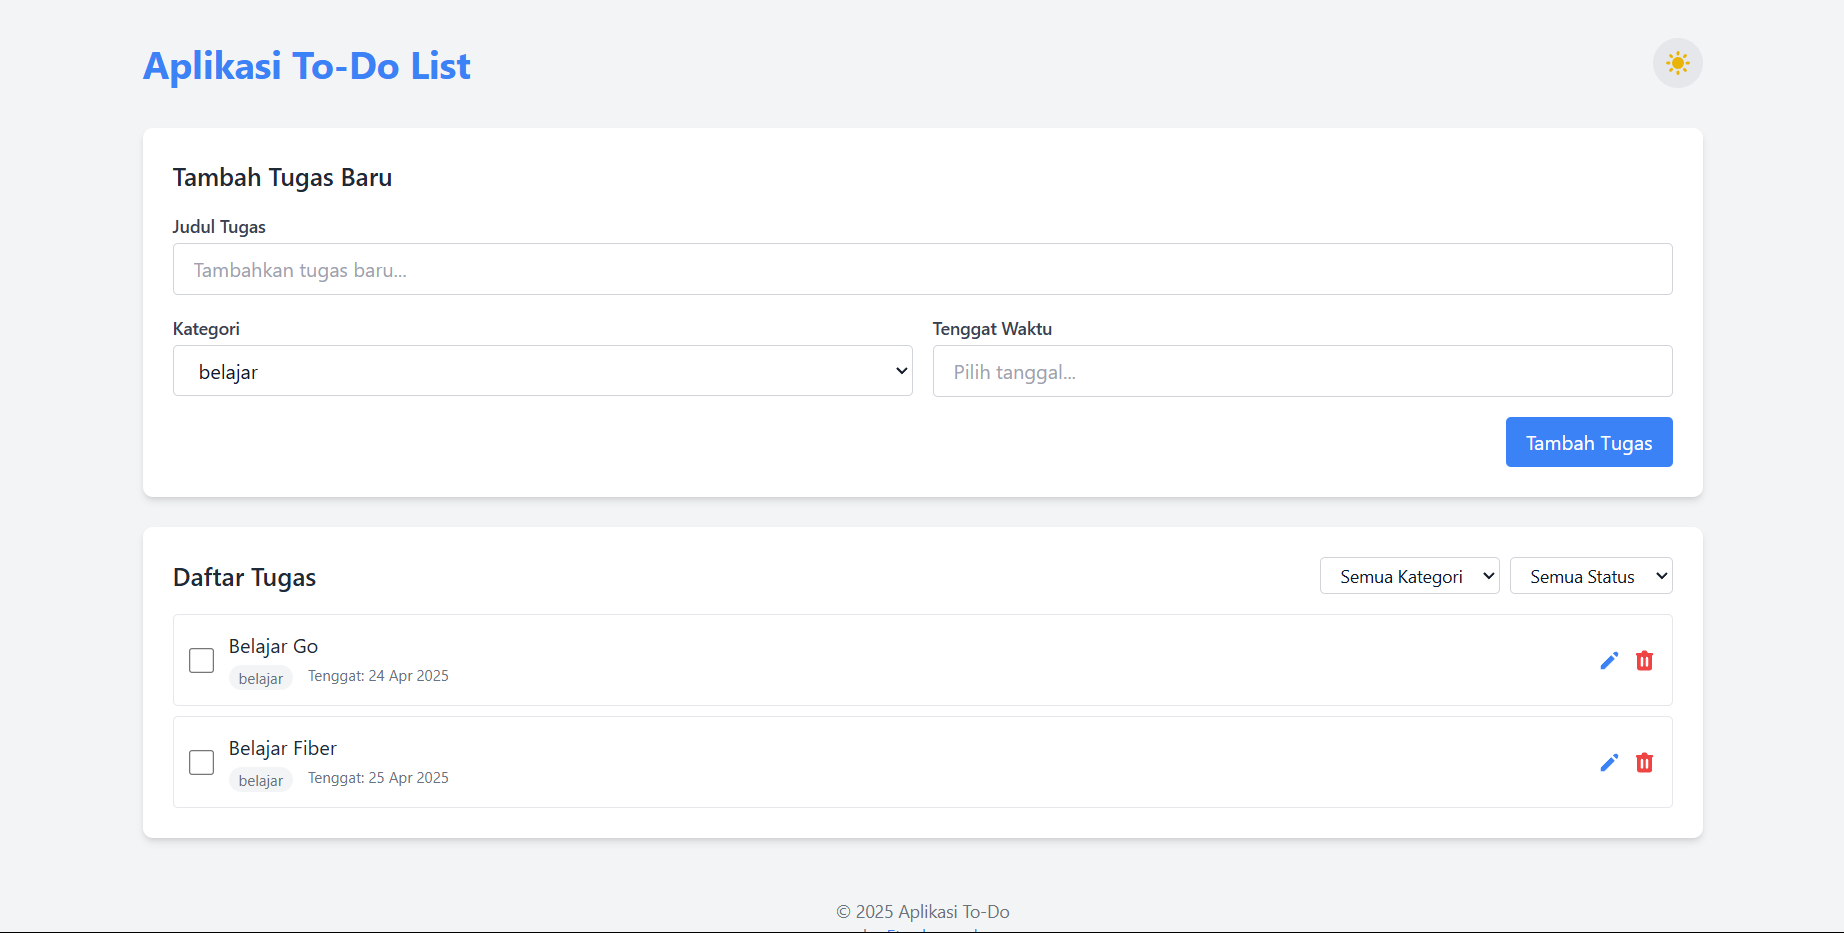 Aplikasi To-Do List
Tambah Tugas Baru
Judul Tugas
Tambahkan tugas baru...
Kategori
Tenggat Waktu
belajar
Pilih tanggal...
Tambah Tugas
Daftar Tugas
Semua Kategori
Semua Status
Belajar Go
belajar
Tenggat: 24 Apr 2025
Belajar Fiber
belajar
Tenggat: 25 Apr 2025
© 2025 Aplikasi To-Do